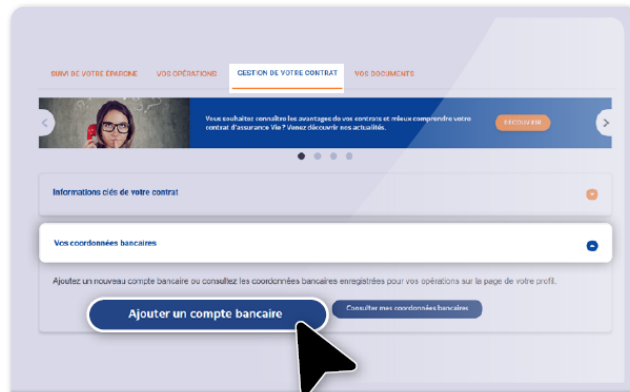 SUIVI DE VOTRE ÉPARGNE VOS OPÉRATIONS GESTION DE VOTRE CONTRAT VOS DOCUMENTS
Vous souhaitez connaître les avantages de vos contrats et mieux comprendre votre
contrat d'assurance Vie ? Venez découvrir nos actualités.
DÉCOUVRIR
Informations clés de votre contrat
Vos coordonnées bancaires
Ajoutez un nouveau compte bancaire ou consultez les coordonnées bancaires enregistrées pour vos opérations sur la page de votre profil.
Ajouter un compte bancaire
Consulter mes coordonnées bancaires